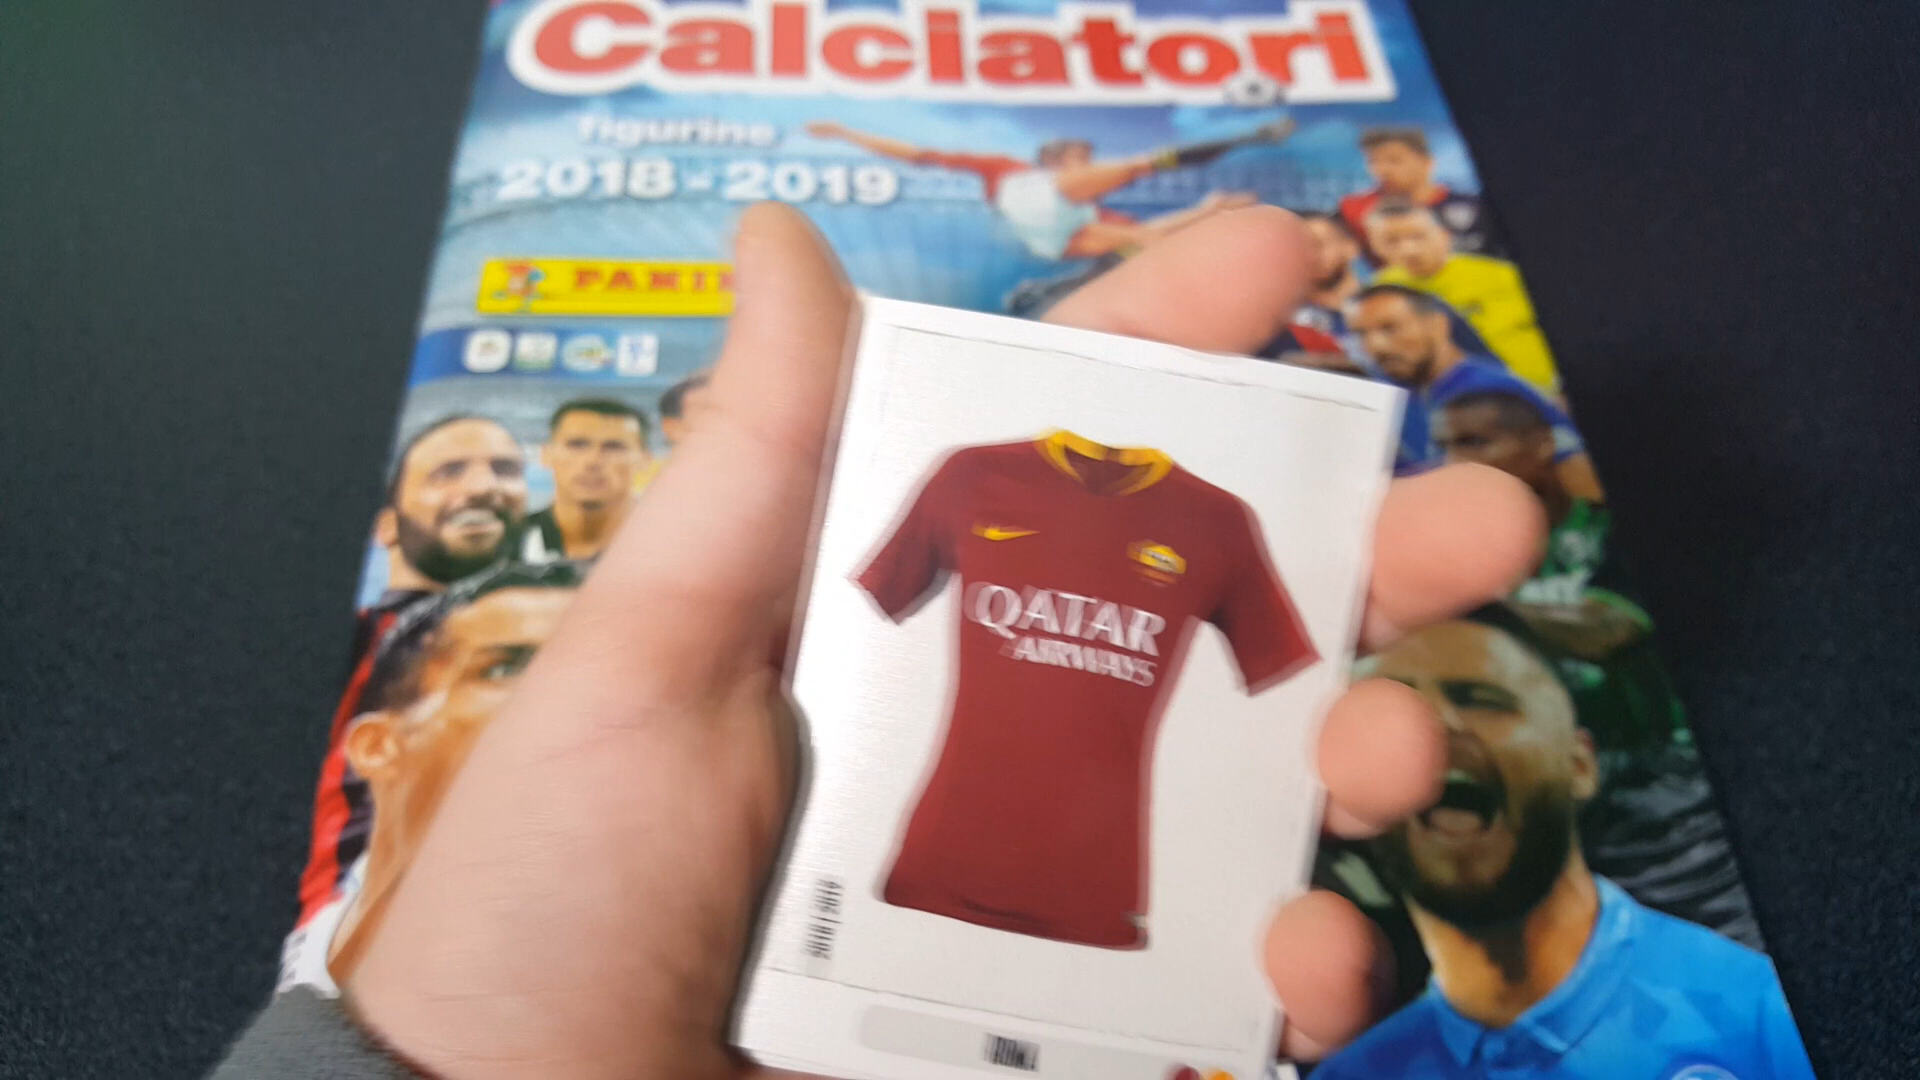 Calciatori
figurine
2018-2019
PANINI
QATAR
AIRWAYS
ROMA